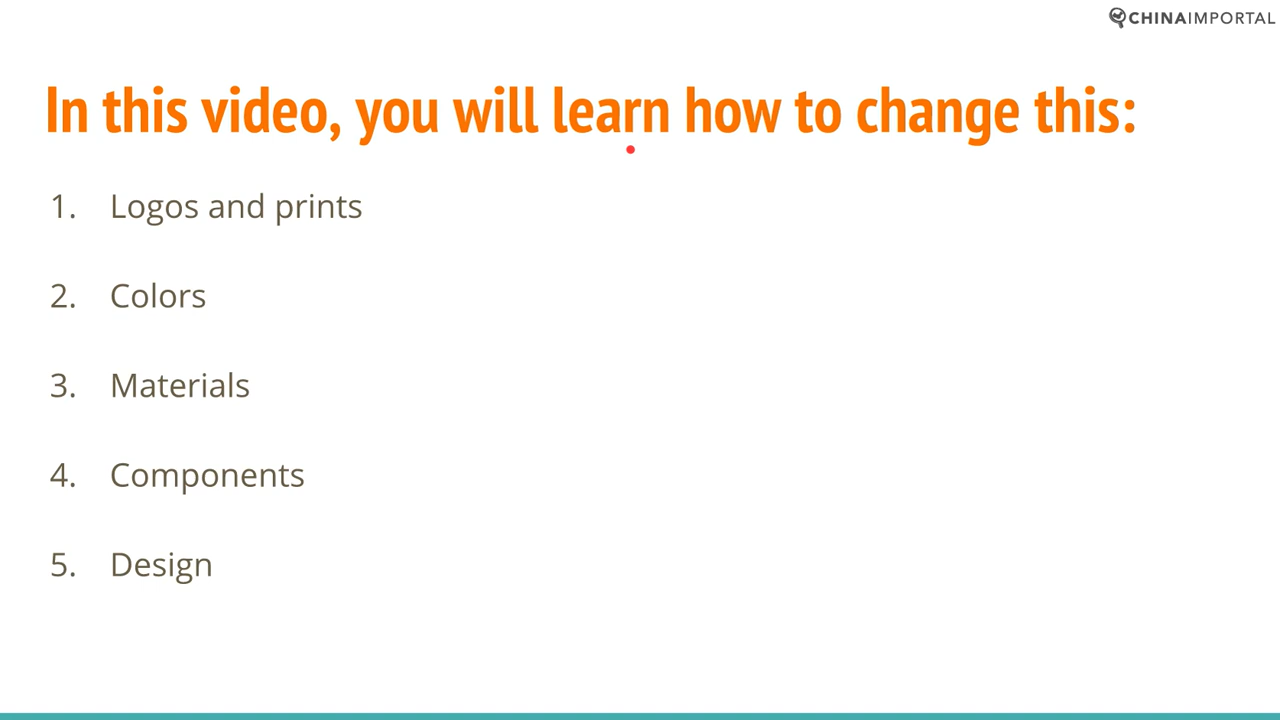 CHINAIMPORTAL
In this video, you will learn how to change this:
1. Logos and prints
2. Colors
3. Materials
4. Components
5. Design